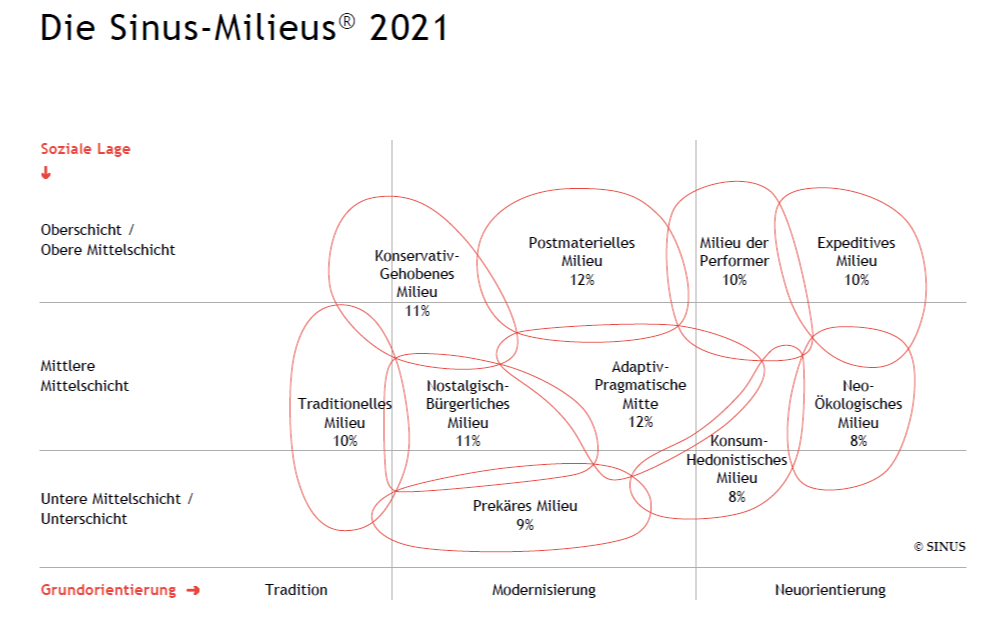 Die Sinus-Milieus® 2021
Soziale Lage
Oberschicht /
Obere Mittelschicht
Konservativ-
Gehobenes
Milieu
11%
Postmaterielles
Milieu
12%
Milieu der
Performer
10%
Expeditives
Milieu
10%
Mittlere
Mittelschicht
Traditionelles
Milieu
10%
Nostalgisch-
Bürgerliches
Milieu
11%
Adaptiv-
Pragmatische
Mitte
12%
Konsum-
Hedonistisches
Milieu
8%
Neo-
Ökologisches
Milieu
8%
Untere Mittelschicht /
Unterschicht
Prekäres Milieu
9%
© SINUS
Grundorientierung
Tradition
Modernisierung
Neuorientierung